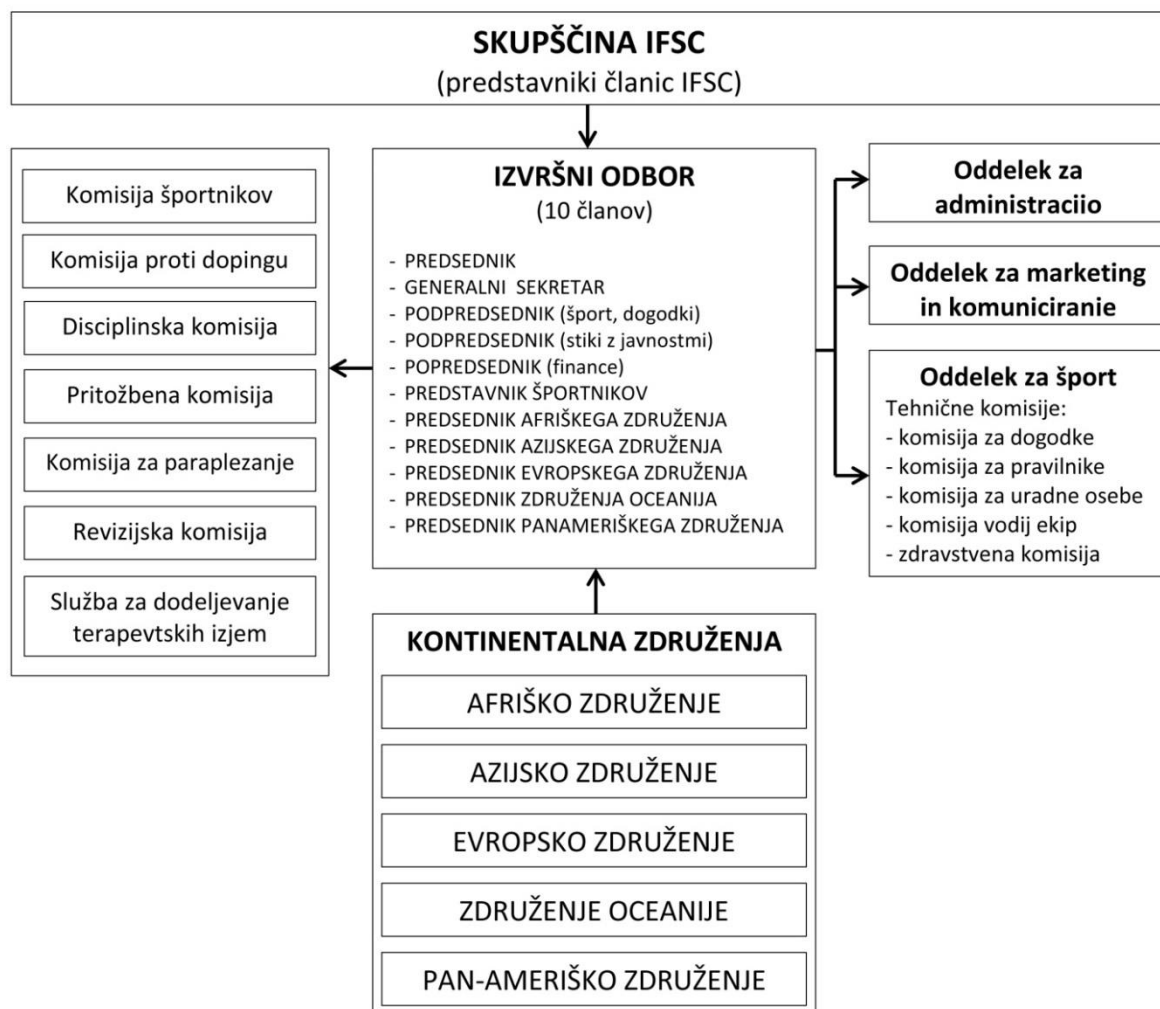 SKUPŠČINA IFSC
(predstavniki članic IFSC)
Komisija športnikov
Komisija proti dopingu
Disciplinska komisija
Pritožbena komisija
Komisija za paraplezanje
Revizijska komisija
Služba za dodeljevanje
terapevtskih izjem
IZVRŠNI ODBOR
(10 članov)
- PREDSEDNIK
- GENERALNI SEKRETAR
- PODPREDSEDNIK (šport, dogodki)
- PODPREDSEDNIK (stiki z javnostmi)
- POPREDSEDNIK (finance)
- PREDSTAVNIK ŠPORTNIKOV
- PREDSEDNIK AFRIŠKEGA ZDRUŽENJA
- PREDSEDNIK AZIJSKEGA ZDRUŽENJA
- PREDSEDNIK EVROPSKEGA ZDRUŽENJA
- PREDSEDNIK ZDRUŽENJA OCEANIJA
- PREDSEDNIK PANAMERIŠKEGA ZDRUŽENJA
Oddelek za
administraciio
Oddelek za marketing
in komuniciranje
Oddelek za šport
Tehnične komisije:
- komisija za dogodke
- komisija za pravilnike
- komisija za uradne osebe
- komisija vodij ekip
- zdravstvena komisija
KONTINENTALNA ZDRUŽENJA
AFRIŠKO ZDRUŽENJE
AZIJSKO ZDRUŽENJE
EVROPSKO ZDRUŽENJE
ZDRUŽENJE OCEANIJE
PAN-AMERIŠKO ZDRUŽENJE